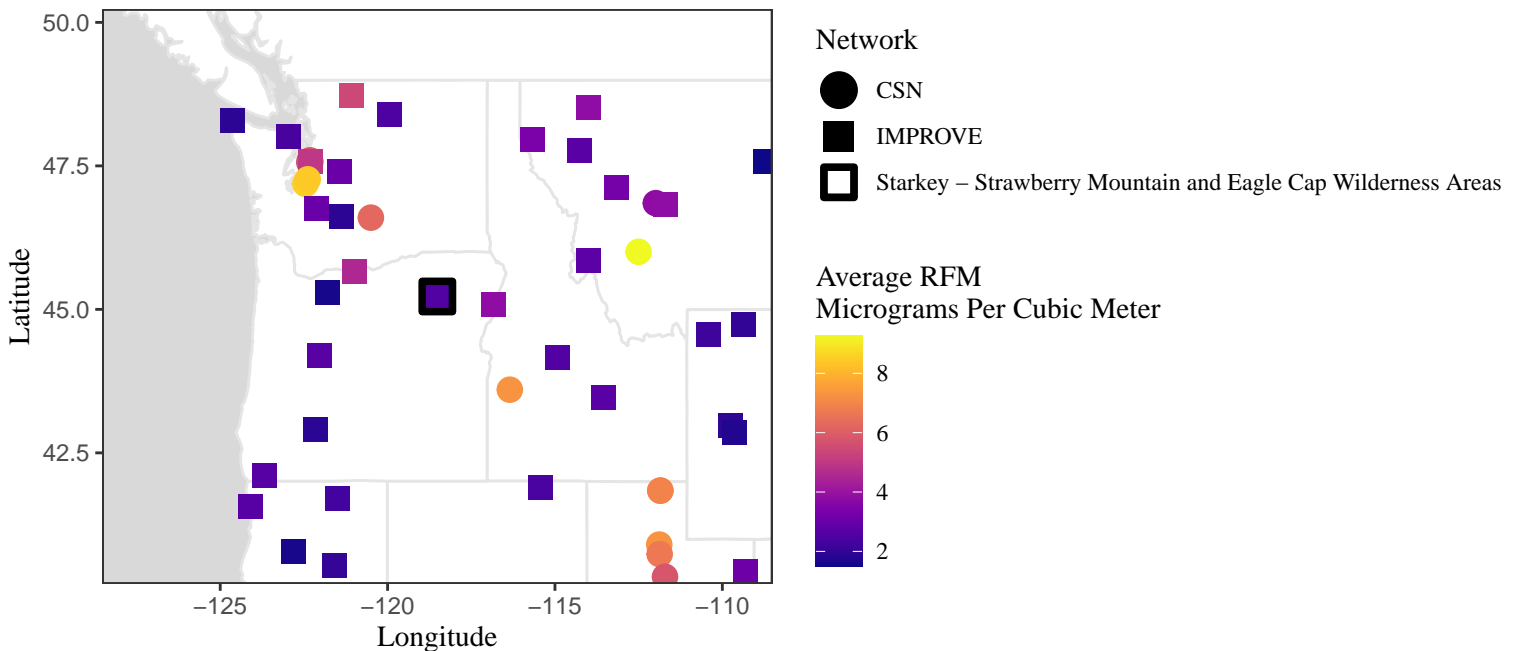 50.0
47.5
45.0
42.5
Latitude
−125
−120
−115
−110
Longitude
Network
CSN
IMPROVE
Starkey – Strawberry Mountain and Eagle Cap Wilderness Areas
Average RFM
Micrograms Per Cubic Meter
8
6
4
2